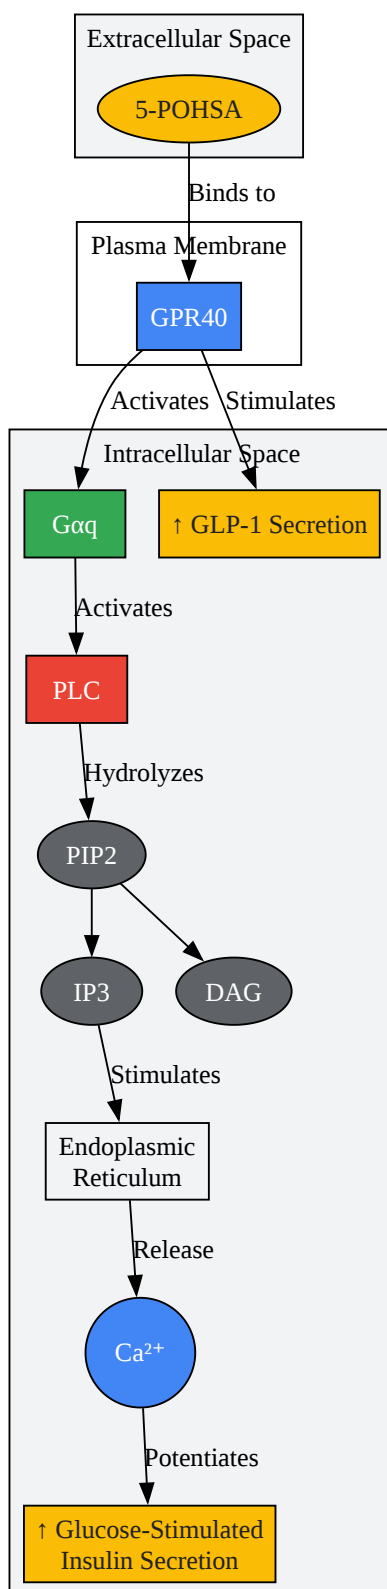 Extracellular Space
5-POHSA
Binds to
Plasma Membrane
GPR40
Activates
Stimulates
Intracellular Space
Gαq
↑ GLP-1 Secretion
Activates
PLC
Hydrolyzes
PIP2
IP3
DAG
Stimulates
Endoplasmic
Reticulum
Release
Ca²⁺
Potentiates
↑ Glucose-Stimulated
Insulin Secretion